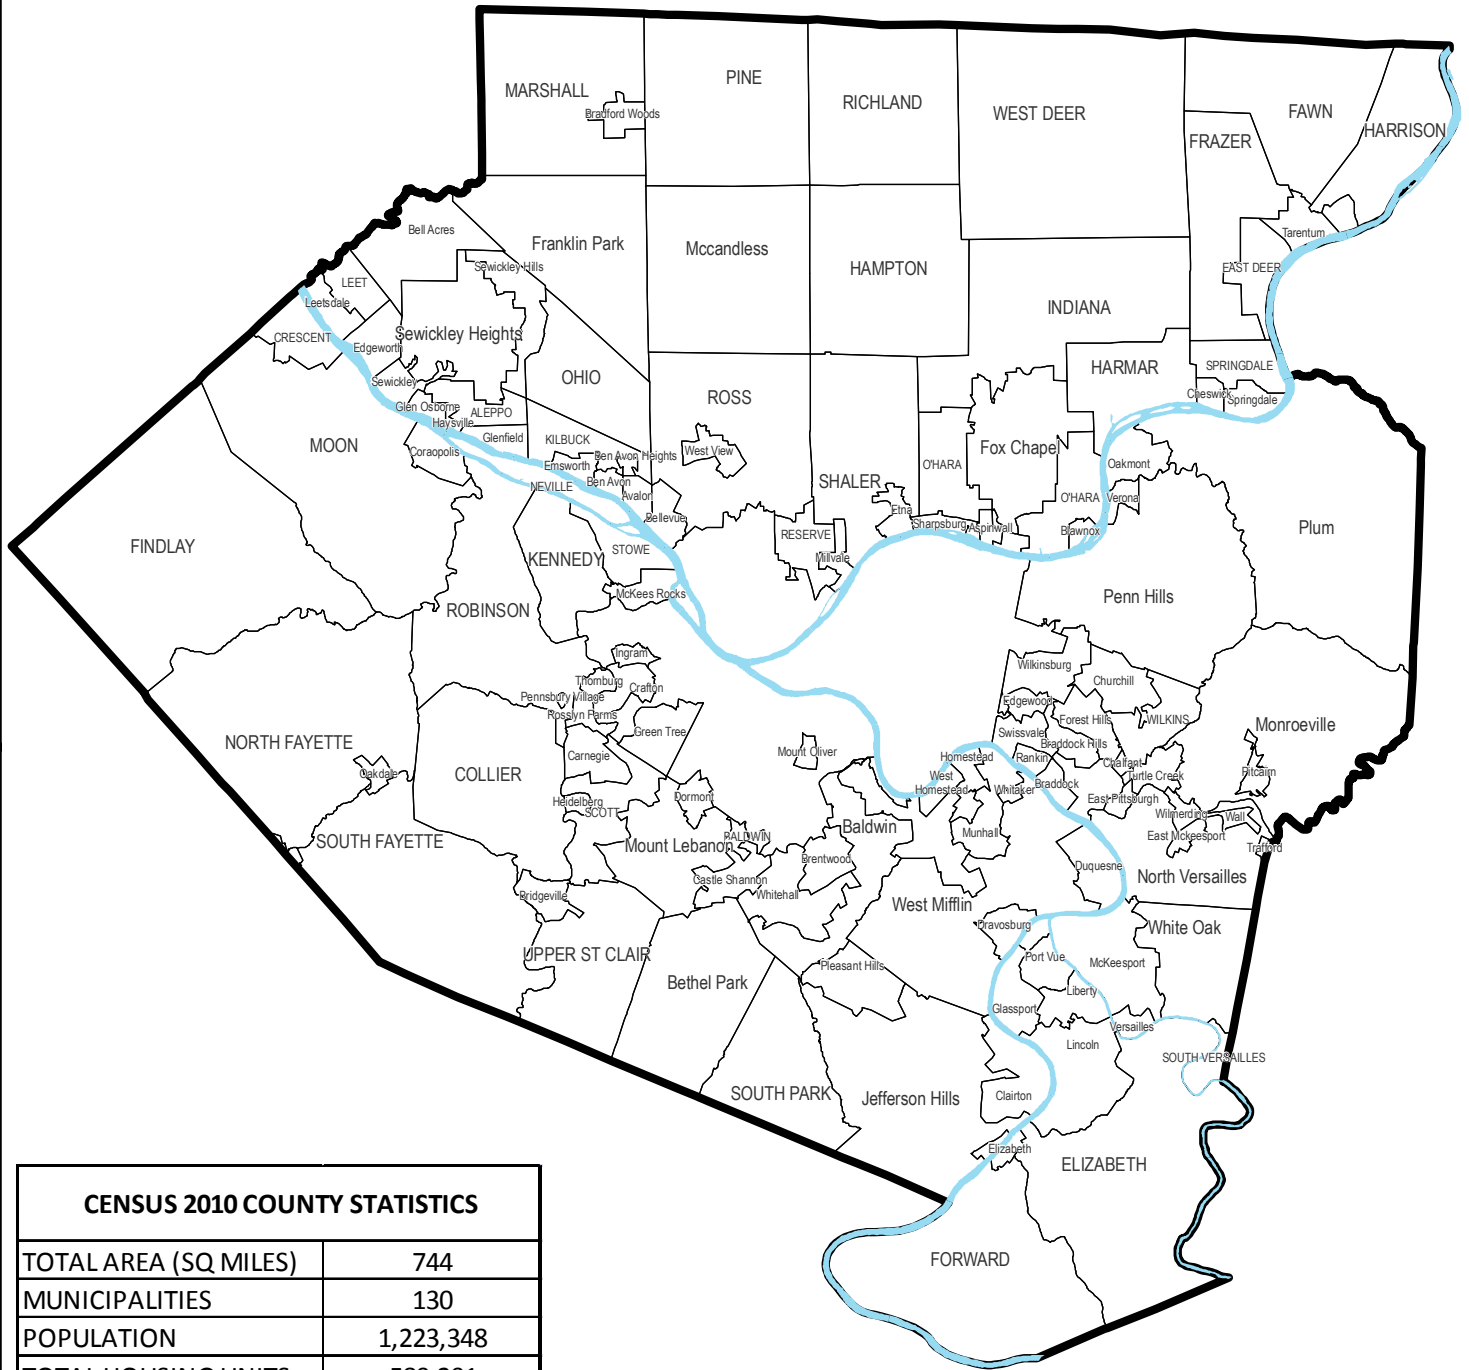 MARSHALL
PINE
RICHLAND
WEST DEER
FAWN
HARRISON
FRAZER
Bradford Woods
Bell Acres
Franklin Park
Mccandless
HAMPTON
Tarentum
EAST DEER
Sewickley Hills
LEET
Leetsdale
INDIANA
CRESCENT
Edgeworth
Sewickley Heights
OHIO
HARMAR
SPRINGDALE
Sewickley
ROSS
Cheswick
Springdale
Glen Osborne
ALEPPO
Haysville
Glenfield
KILBUCK
MOON
Coraopolis
Emsworth
Ben Avon Heights
West View
Fox Chapel
O'HARA
Oakmont
NEVILLE
Ben Avon
Avalon
SHALER
O'HARA
Verona
Bellevue
Etna
Sharpsburg
Aspinwall
Blawnox
Plum
FINDLAY
KENNEDY
STOWE
RESERVE
Millvale
McKees Rocks
Penn Hills
ROBINSON
Ingram
Wilkinsburg
Thornburg
Crafton
Churchill
Pennsbury Village
Edgewood
Rosslyn Farms
Green Tree
Forest Hills
WILKINS
Monroeville
NORTH FAYETTE
Mount Oliver
Swissvale
Braddock Hills
Carnegie
Homestead
Rankin
Chalfant
Oakdale
COLLIER
West
Homestead
Whitaker
Braddock
Turtle Creek
Pitcairn
Dormont
East Pittsburgh
Heidelberg
SCOTT
Wilmerding
Wall
SOUTH FAYETTE
Mount Lebanon
BALDWIN
Baldwin
Munhall
East Mckeesport
Trafford
Brentwood
Duquesne
North Versailles
Castle Shannon
Bridgeville
Whitehall
West Mifflin
White Oak
Dravosburg
UPPER ST CLAIR
Bethel Park
Pleasant Hills
Port Vue
McKeesport
Liberty
Glassport
Versailles
Lincoln
SOUTH VERSAILLES
SOUTH PARK
Jefferson Hills
Clairton
Elizabeth
ELIZABETH
FORWARD
CENSUS 2010 COUNTY STATISTICS
TOTAL AREA (SQ MILES) 744
MUNICIPALITIES 130
POPULATION 1,223,348
TOTAL HOUSING UNITS